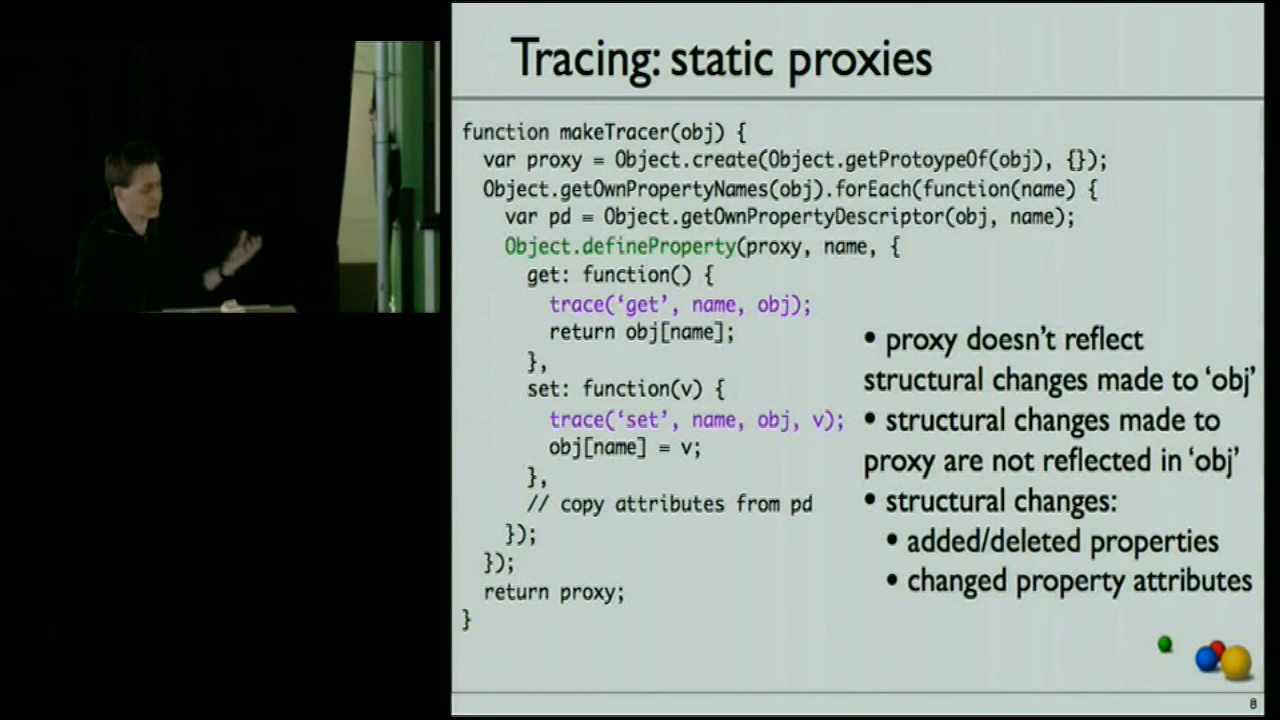 Tracing: static proxies
function makeTracer(obj) {
var proxy = Object.create(Object.getProtoypeOf(obj), {});
Object.getOwnPropertyNames(obj).forEach(function(name) {
var pd = Object.getOwnPropertyDescriptor(obj, name);
Object.defineProperty(proxy, name, {
get: function() {
trace(‘get’, name, obj);
return obj[name];
},
set: function(v) {
trace(‘set’, name, obj, v);
obj[name] = v;
},
// copy attributes from pd
});
});
return proxy;
}
• proxy doesn’t reflect
structural changes made to ‘obj’
• structural changes made to
proxy are not reflected in ‘obj’
• structural changes:
• added/deleted properties
• changed property attributes
8